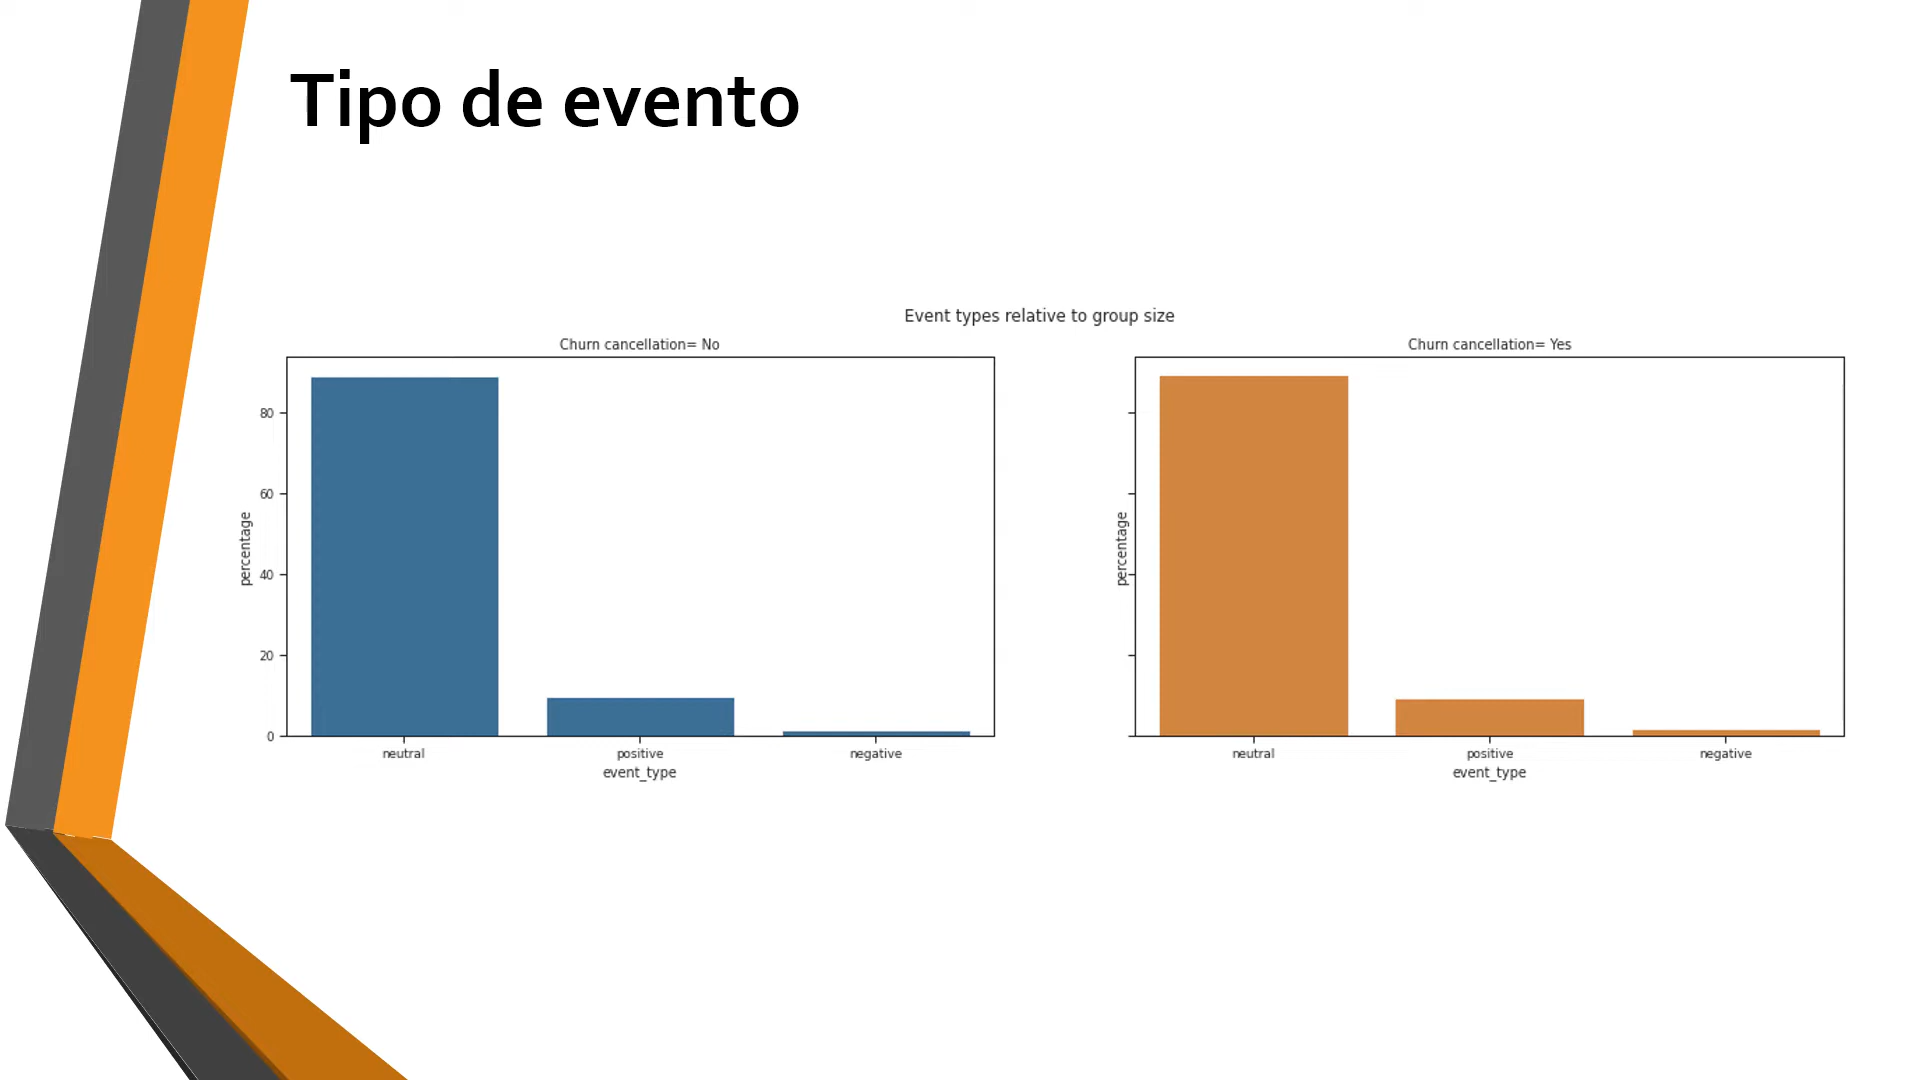 Tipo de evento
Event types relative to group size
Churn cancellation= No
percentage
80
60
40
20
0
neutral positive negative
event_type
Churn cancellation= Yes
percentage
neutral positive negative
event_type